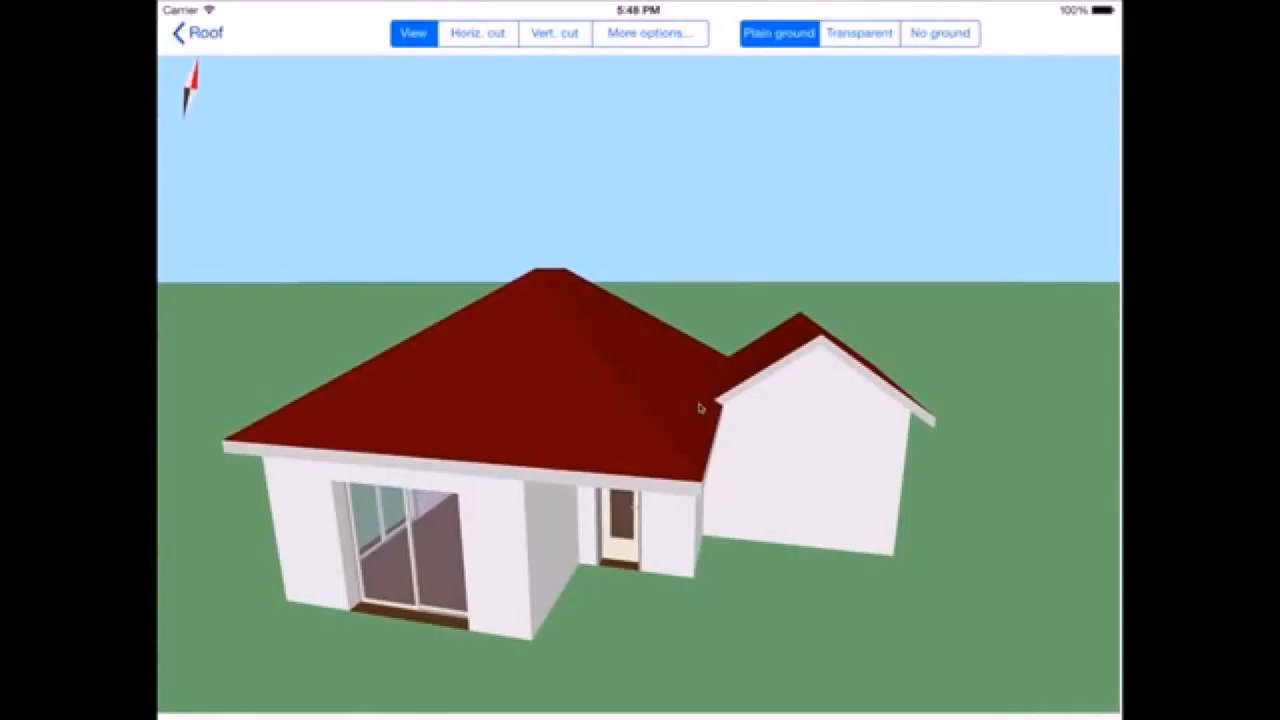 Carrier 5:48 PM 100%
Roof View Horiz. cut Vert. cut More options... Plain ground Transparent No ground